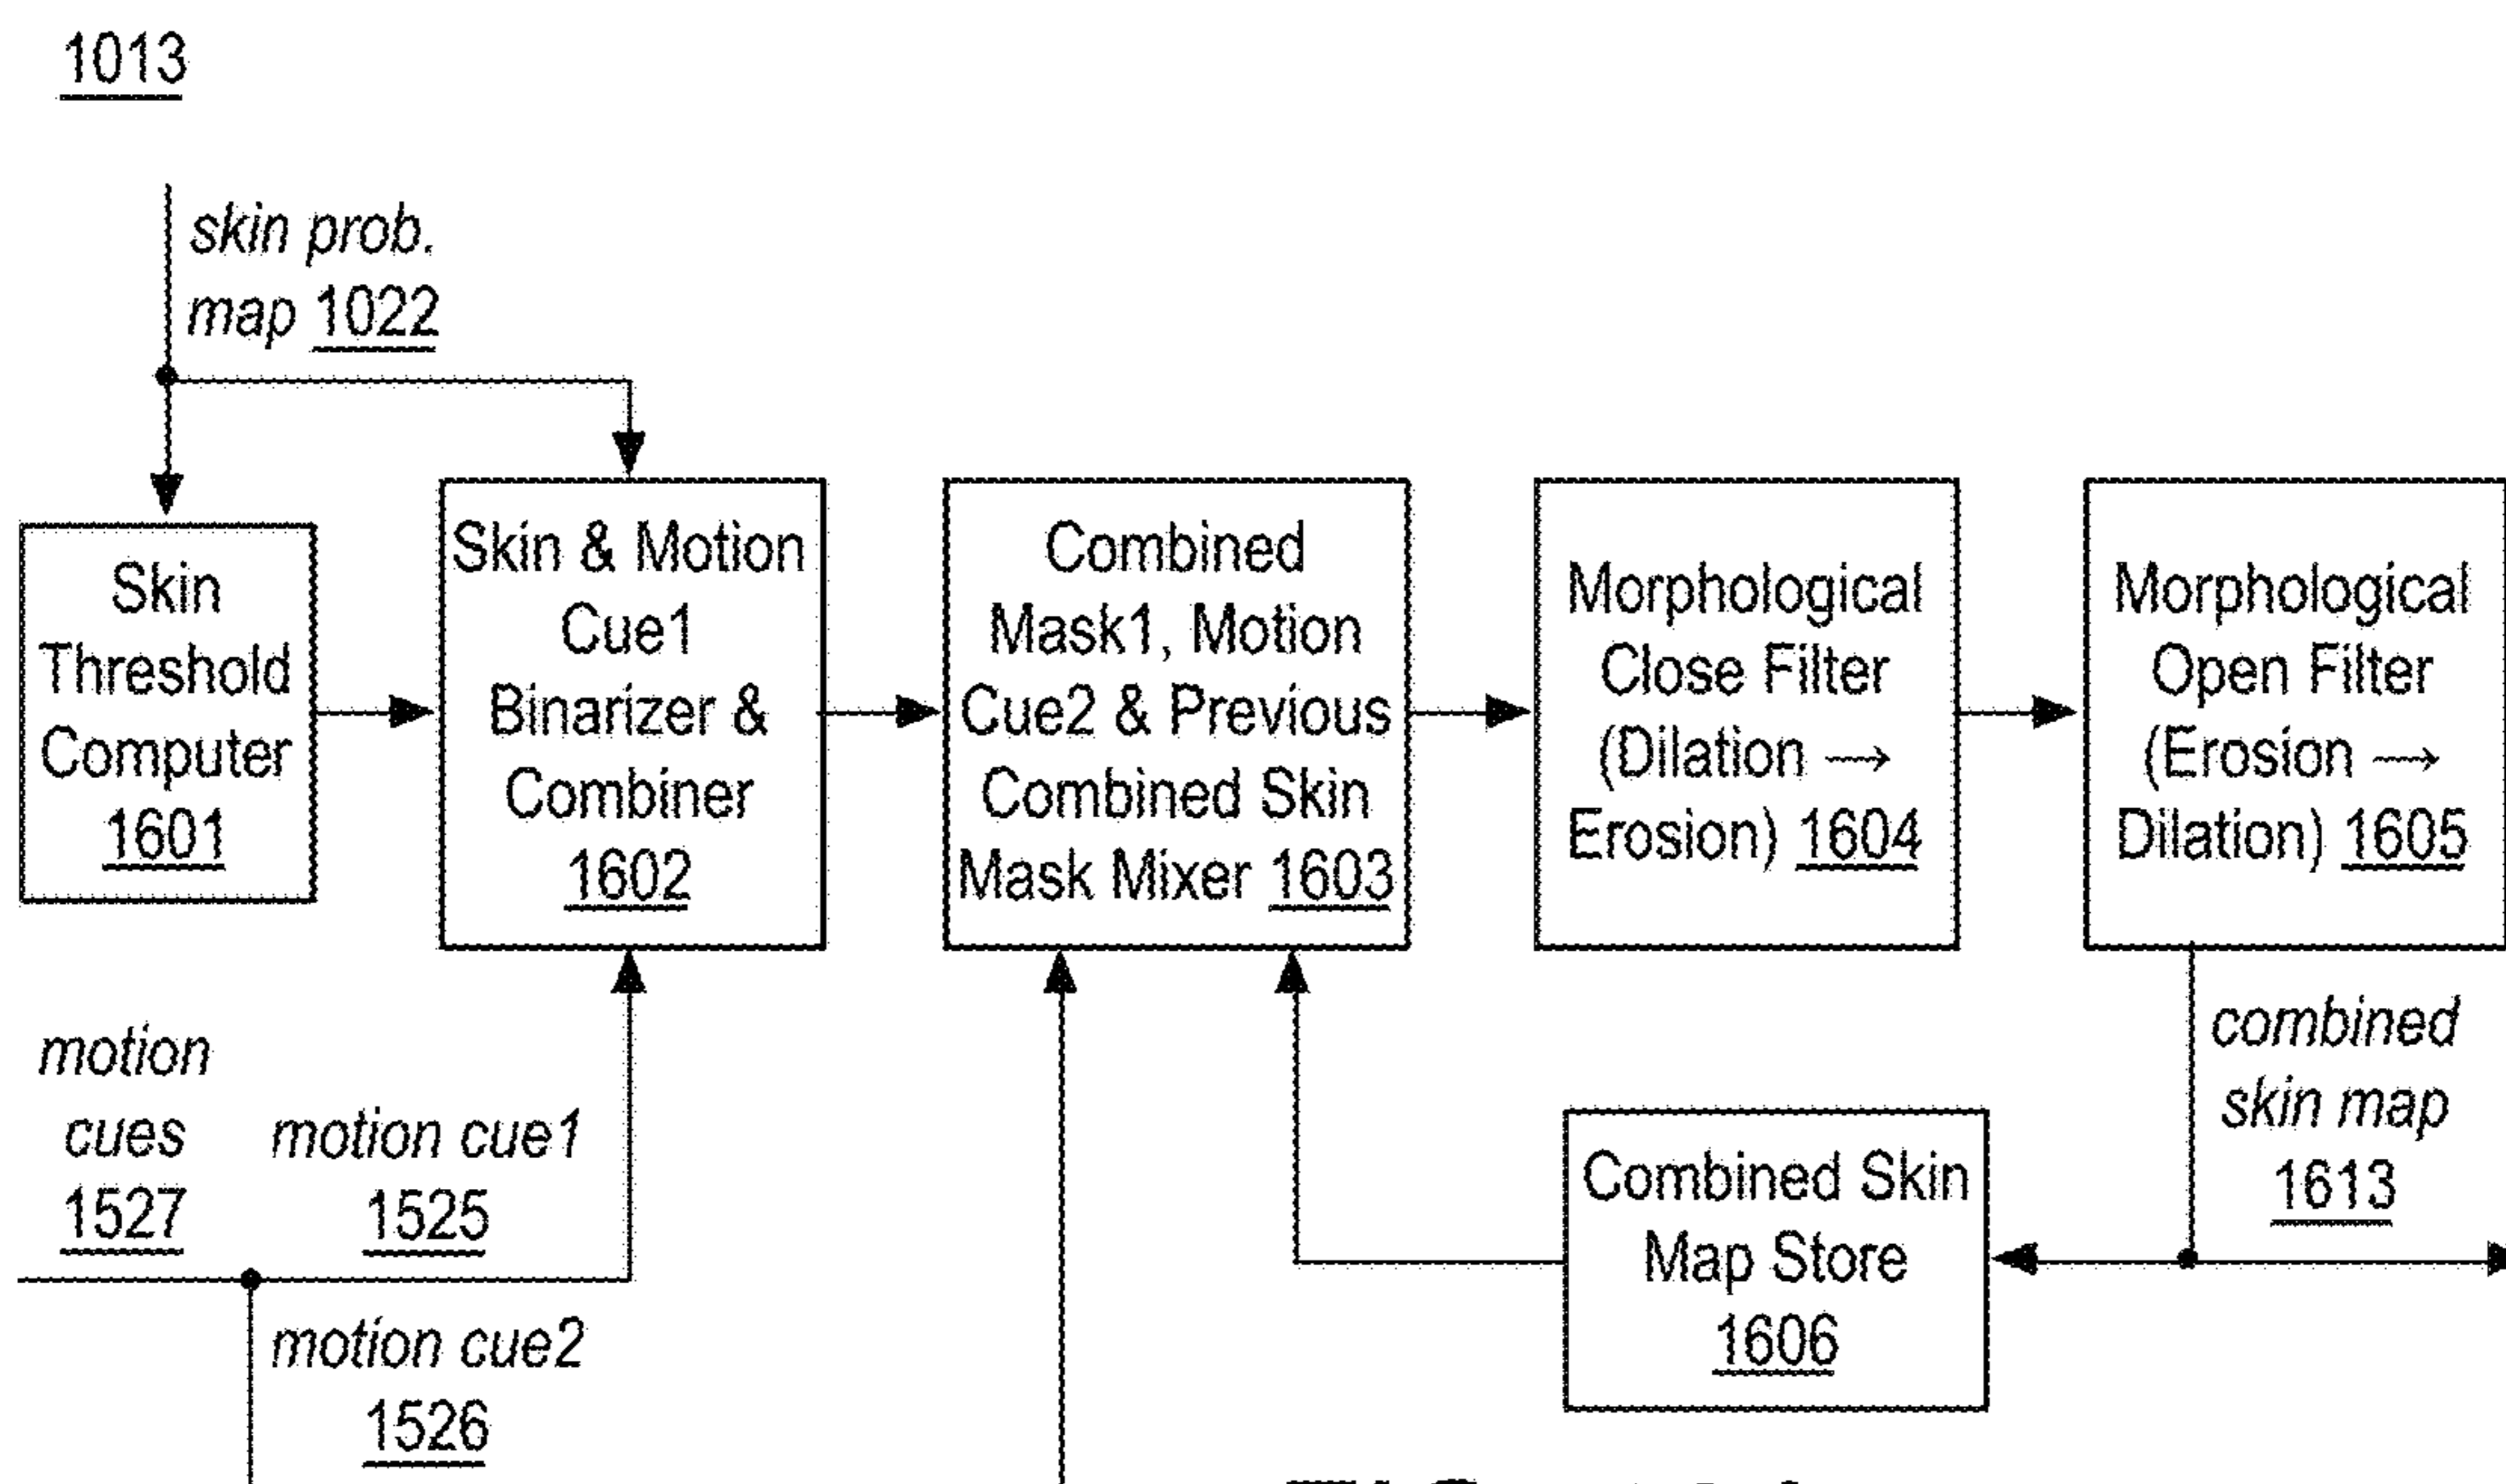 1013
skin prob.
map 1022
Skin
Threshold
Computer
1601
Skin & Motion
Cue1
Binarizer &
Combiner
1602
Combined
Mask1, Motion
Cue2 & Previous
Combined Skin
Mask Mixer 1603
Morphological
Close Filter
(Dilation →
Erosion) 1604
Morphological
Open Filter
(Erosion →
Dilation) 1605
motion
cues
1527
motion cue1
1525
motion cue2
1526
Combined Skin
Map Store
1606
combined
skin map
1613